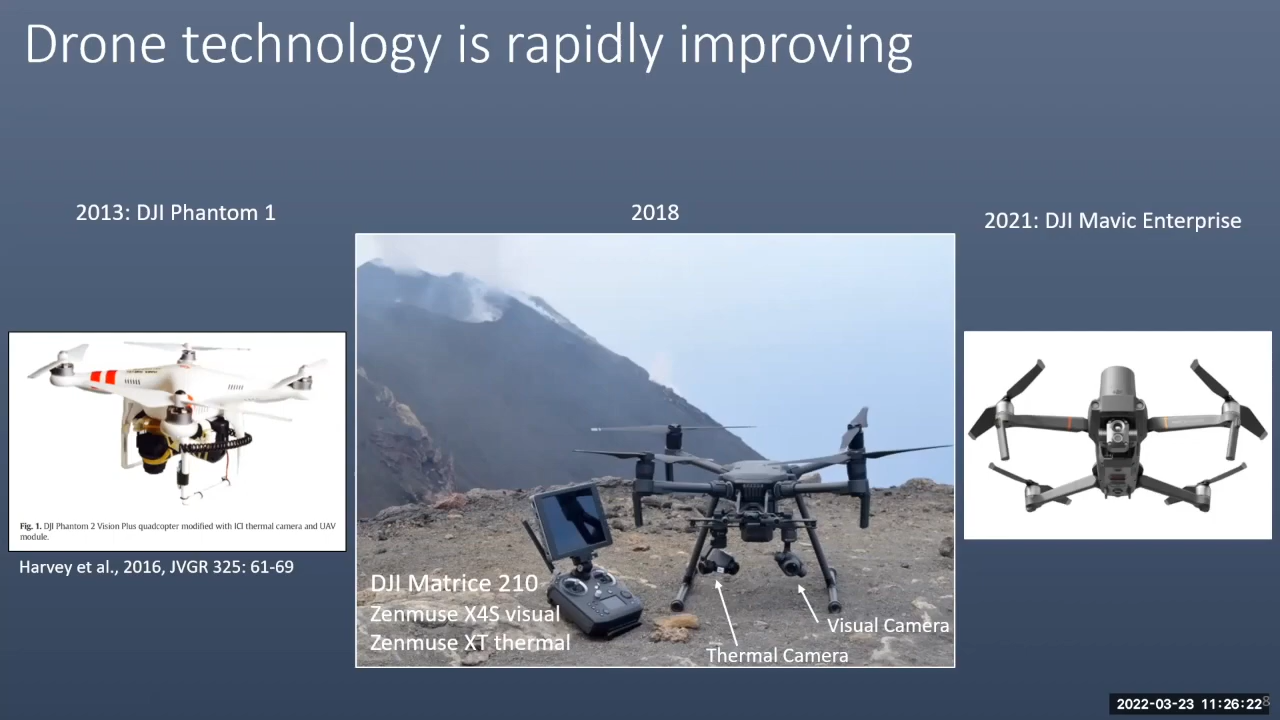 Drone technology is rapidly improving
2013: DJI Phantom 1
2018
2021: DJI Mavic Enterprise
Fig. 1. DJI Phantom 2 Vision Plus quadcopter modified with ICI thermal camera and UAV
module.
Harvey et al., 2016, JVGR 325: 61-69
DJI Matrice 210
Zenmuse X4S visual
Zenmuse XT thermal
Visual Camera
Thermal Camera
2022-03-23 11:26:22
8